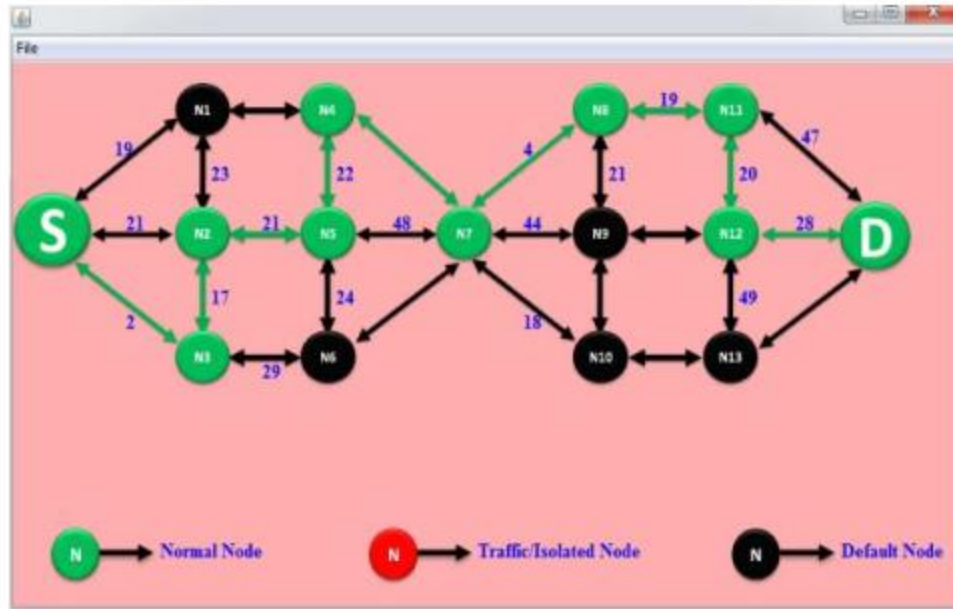 File
N1
N4
N8
19
N11
19
4
47
23
22
21
20
S
21
N2
21
N5
48
N7
44
N9
N12
28
D
17
24
49
2
18
N3
29
N6
N10
N13
N Normal Node
N Traffic/Isolated Node
N Default Node